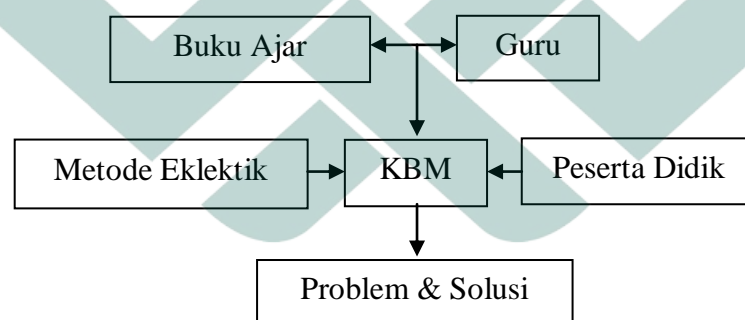 Buku Ajar
Guru
Metode Eklektik
KBM
Peserta Didik
Problem & Solusi